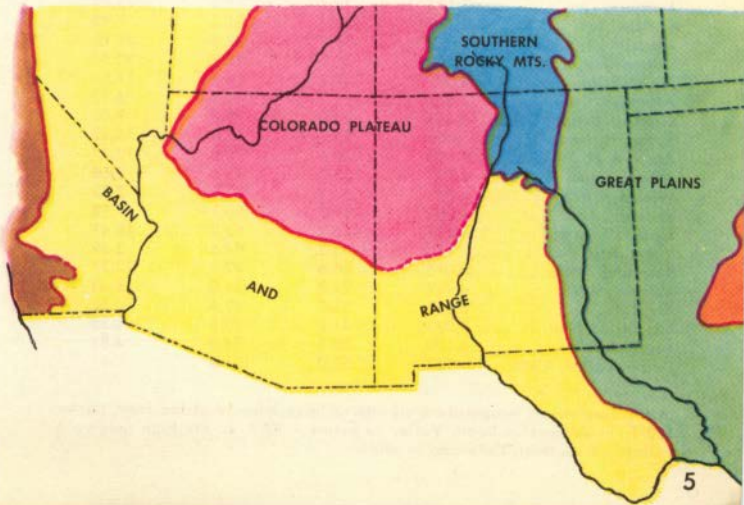 SOUTHERN
ROCKY MTS.
COLORADO PLATEAU
GREAT PLAINS
BASIN
AND
RANGE
5